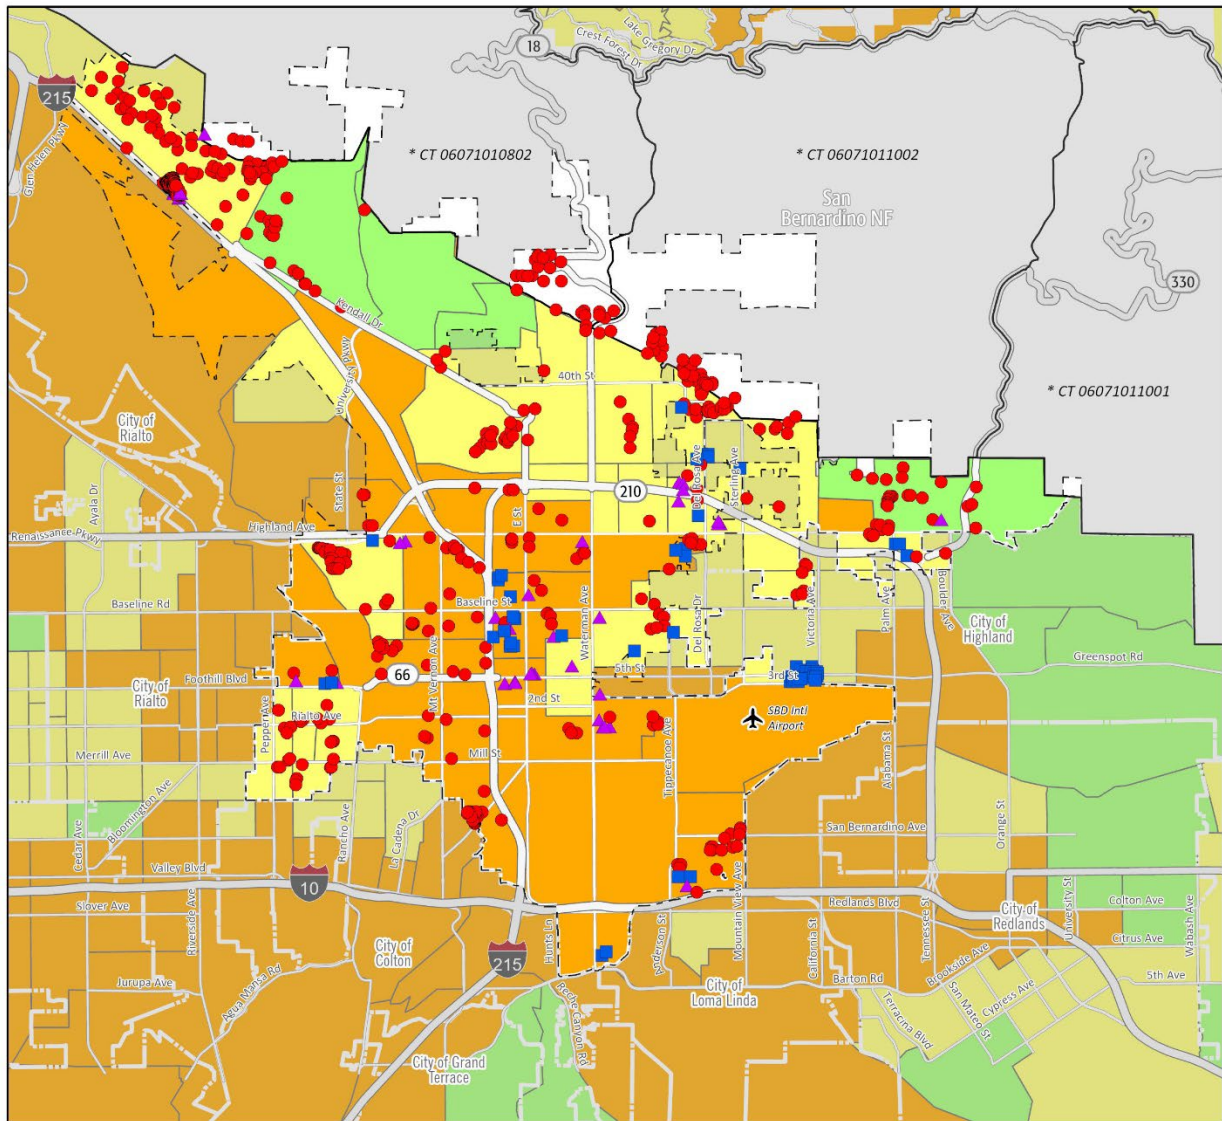 18
Lake Gregory Dr
Crest Forest Dr
215
Glen Helen Pkwy
* CT 06071010802
* CT 06071011002
San
Bernardino NF
330
Kendall Dr
University Pkwy
40th St
* CT 06071011001
City of
Rialto
State St
Ayala Dr
210
Del Rosa Ave
Sterling Ave
E St
Highland Ave
Renaissance Pkwy
Baseline Rd
Baseline St
Waterman Ave
Del Rosa Dr
Victoria Ave
Palm Ave
Boulder Ave
City of
Highland
Mt Vernon Ave
Foothill Blvd
City of
Rialto
66
5th St
3rd St
Greenspot Rd
2nd St
Pepper Ave
Rialto Ave
SBD Intl
Airport
Merrill Ave
Mill St
Tippecanoe Ave
Alabama St
Bloomington Ave
Cedar Ave
Rancho Ave
La Cadena Dr
San Bernardino Ave
Orange St
Valley Blvd
10
Mountain View Ave
Slover Ave
Riverside Ave
Redlands Blvd
Tennessee St
University St
Colton Ave
Wabash Ave
City of
Redlands
City of
Colton
215
Hunts Ln
Anderson St
California St
Citrus Ave
Brookside Ave
5th Ave
Jurupa Ave
Agua Mansa Rd
Reche Canyon Rd
City of
Loma Linda
Barton Rd
Terracina Blvd
San Mateo St
Cypress Ave
City of Grand
Terrace